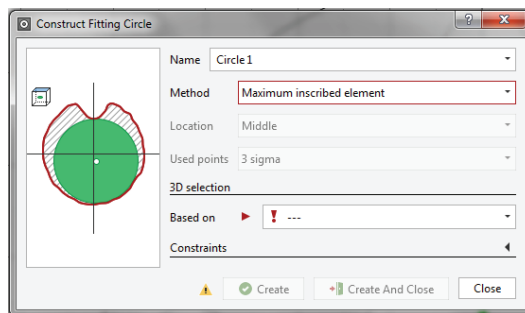 Construct Fitting Circle
Name Circle 1
Method Maximum inscribed element
Location Middle
Used points 3 sigma
3D selection
Based on ---
Constraints
Create Create And Close Close